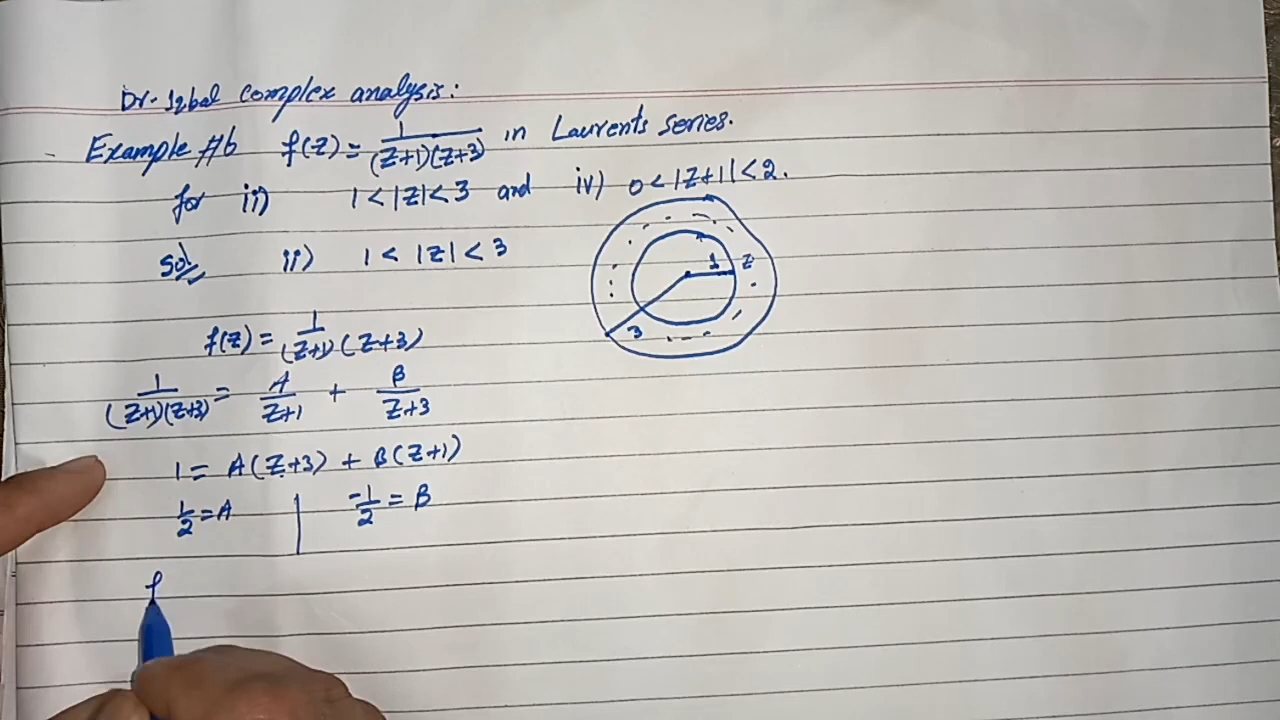 Dr. Iqbal complex analysis:
Example #6 f(z) = 1/((z+1)(z+3)) in Laurents series.
for ii) 1 < |z| < 3 and iv) 0 < |z+1| < 2.
Sol ii) 1 < |z| < 3
1 z
3
f(z) = 1/((z+1)(z+3))
1/((z+1)(z+3)) = A/(z+1) + B/(z+3)
1 = A(z+3) + B(z+1)
1/2 = A | -1/2 = B
f